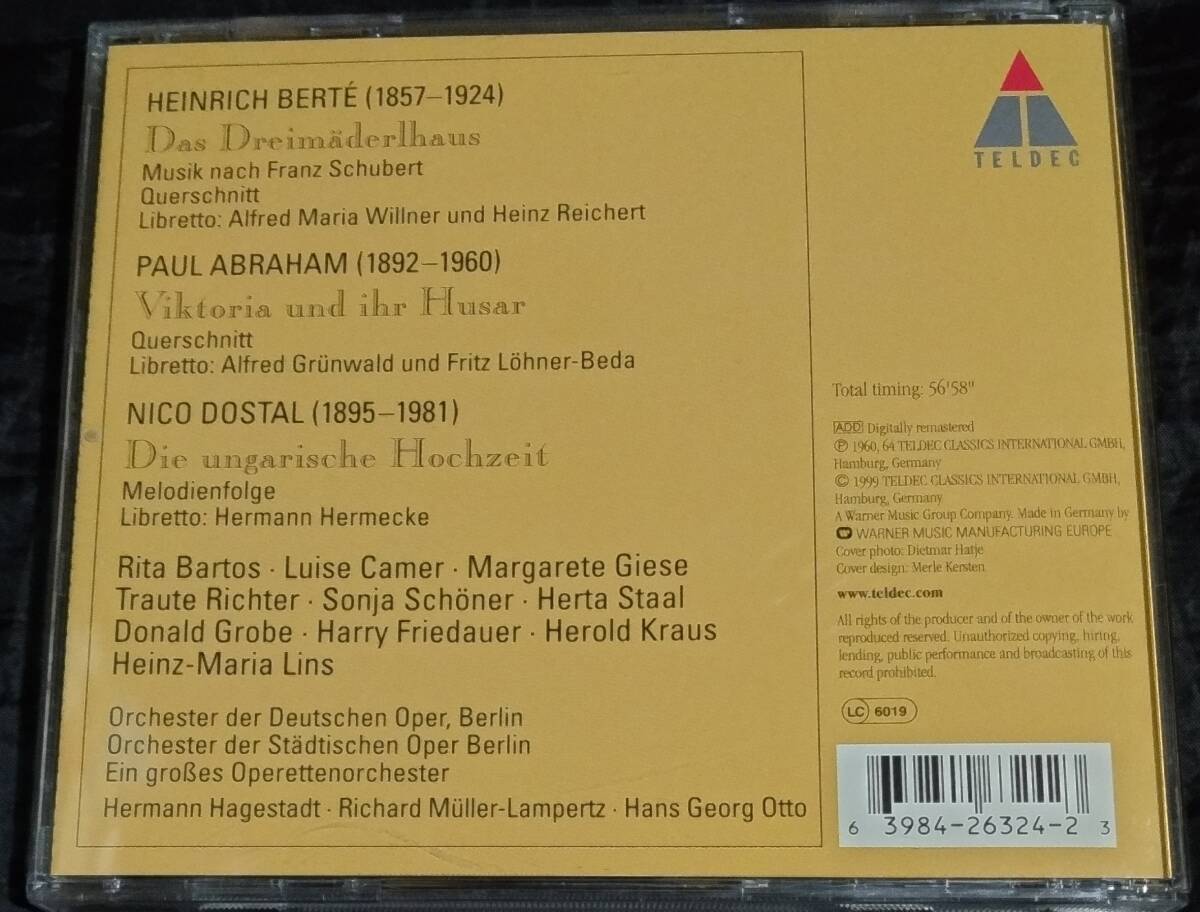 HEINRICH BERTÉ (1857–1924)
Das Dreimäderlhaus
Musik nach Franz Schubert
Querschnitt
Libretto: Alfred Maria Willner und Heinz Reichert
PAUL ABRAHAM (1892–1960)
Viktoria und ihr Husar
Querschnitt
Libretto: Alfred Grünwald und Fritz Löhner-Beda
NICO DOSTAL (1895–1981)
Die ungarische Hochzeit
Melodienfolge
Libretto: Hermann Hermecke
Rita Bartos · Luise Camer · Margarete Giese
Traute Richter · Sonja Schöner · Herta Staal
Donald Grobe · Harry Friedauer · Herold Kraus
Heinz-Maria Lins
Orchester der Deutschen Oper, Berlin
Orchester der Städtischen Oper Berlin
Ein großes Operettenorchester
Hermann Hagestadt · Richard Müller-Lampertz · Hans Georg Otto
TELDEC
Total timing: 56'58"
ADD Digitally remastered
℗ 1960, 64 TELDEC CLASSICS INTERNATIONAL GMBH,
Hamburg, Germany
© 1999 TELDEC CLASSICS INTERNATIONAL GMBH,
Hamburg, Germany
A Warner Music Group Company. Made in Germany by
WARNER MUSIC MANUFACTURING EUROPE
Cover photo: Dietmar Hatje
Cover design: Merle Kersten
www.teldec.com
All rights of the producer and of the owner of the work
reproduced reserved. Unauthorized copying, hiring,
lending, public performance and broadcasting of this
record prohibited.
LC 6019
6 3984-26324-2 3